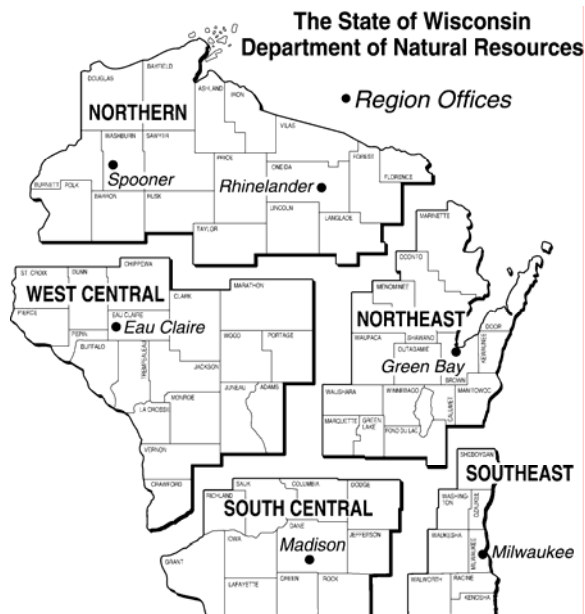 The State of Wisconsin
Department of Natural Resources
Region Offices
BAYFIELD
DOUGLAS
ASHLAND
IRON
NORTHERN
VILAS
WASHBURN
SAWYER
PRICE
ONEIDA
FOREST
FLORENCE
Spooner
Rhinelander
BURNETT
POLK
BARRON
RUSK
LINCOLN
LANGLADE
TAYLOR
MARINETTE
OCONTO
CHIPPEWA
ST. CROIX
DUNN
WEST CENTRAL
CLARK
MARATHON
MENOMINEE
PIERCE
EAU CLAIRE
Eau Claire
NORTHEAST
DOOR
PEPIN
BUFFALO
WOOD
PORTAGE
WAUPACA
SHAWANO
OUTAGAMIE
KEWAUNEE
Green Bay
TREMPEALEAU
JACKSON
BROWN
JUNEAU
ADAMS
WAUSHARA
WINNEBAGO
MANITOWOC
MONROE
LA CROSSE
CALUMET
MARQUETTE
GREEN
LAKE
FOND DU LAC
VERNON
CRAWFORD
SHEBOYGAN
SOUTHEAST
SAUK
COLUMBIA
DODGE
RICHLAND
WASHING-
TON
OZAUKEE
SOUTH CENTRAL
DANE
IOWA
JEFFERSON
WAUKESHA
MILWAUKEE
Madison
Milwaukee
GRANT
LAFAYETTE
GREEN
ROCK
WALWORTH
RACINE
KENOSHA